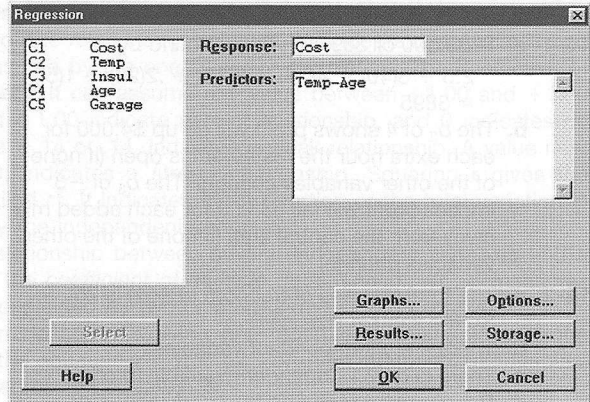 Regression
C1 Cost
C2 Temp
C3 Insul
C4 Age
C5 Garage
Response: Cost
Predictors: Temp-Age
Graphs... Options...
Select Results... Storage...
Help OK Cancel